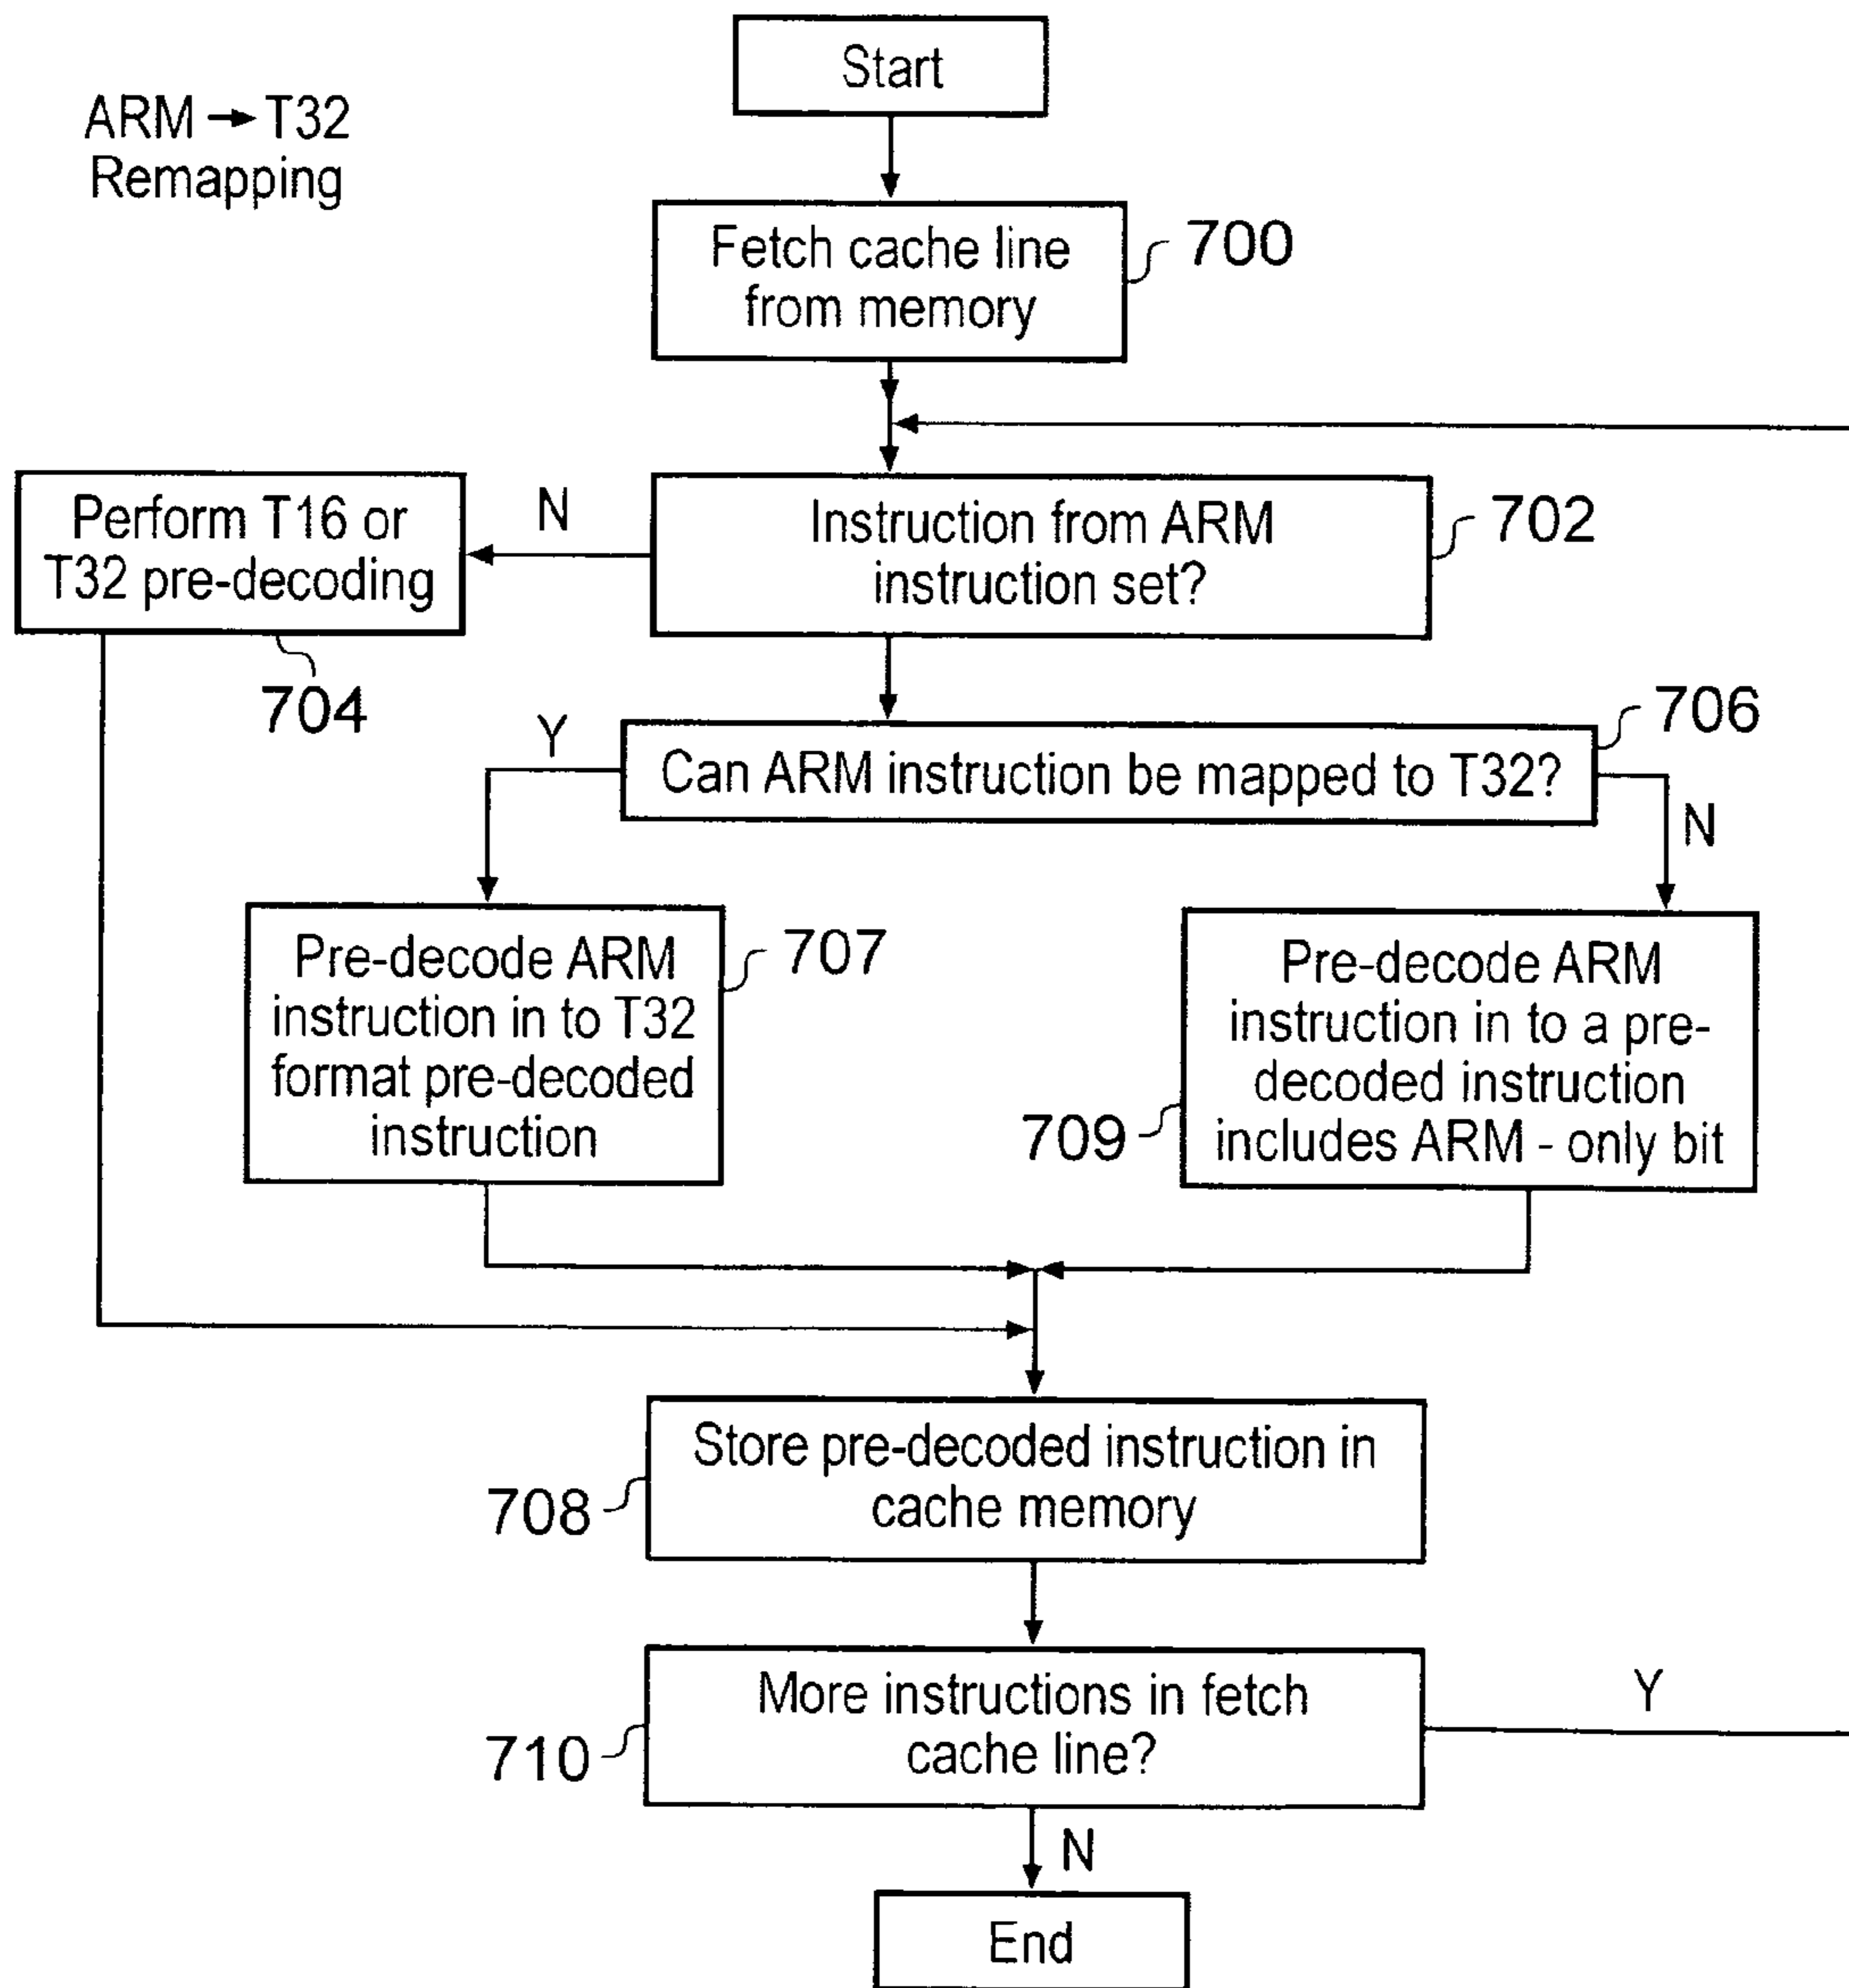 Start
ARM → T32
Remapping
Fetch cache line
from memory
700
Perform T16 or
T32 pre-decoding
N
Instruction from ARM
instruction set?
702
704
Y
Can ARM instruction be mapped to T32?
706
N
Pre-decode ARM
instruction in to T32
format pre-decoded
instruction
707
Pre-decode ARM
instruction in to a pre-
decoded instruction
includes ARM - only bit
709
Store pre-decoded instruction in
cache memory
708
More instructions in fetch
cache line?
710
Y
N
End